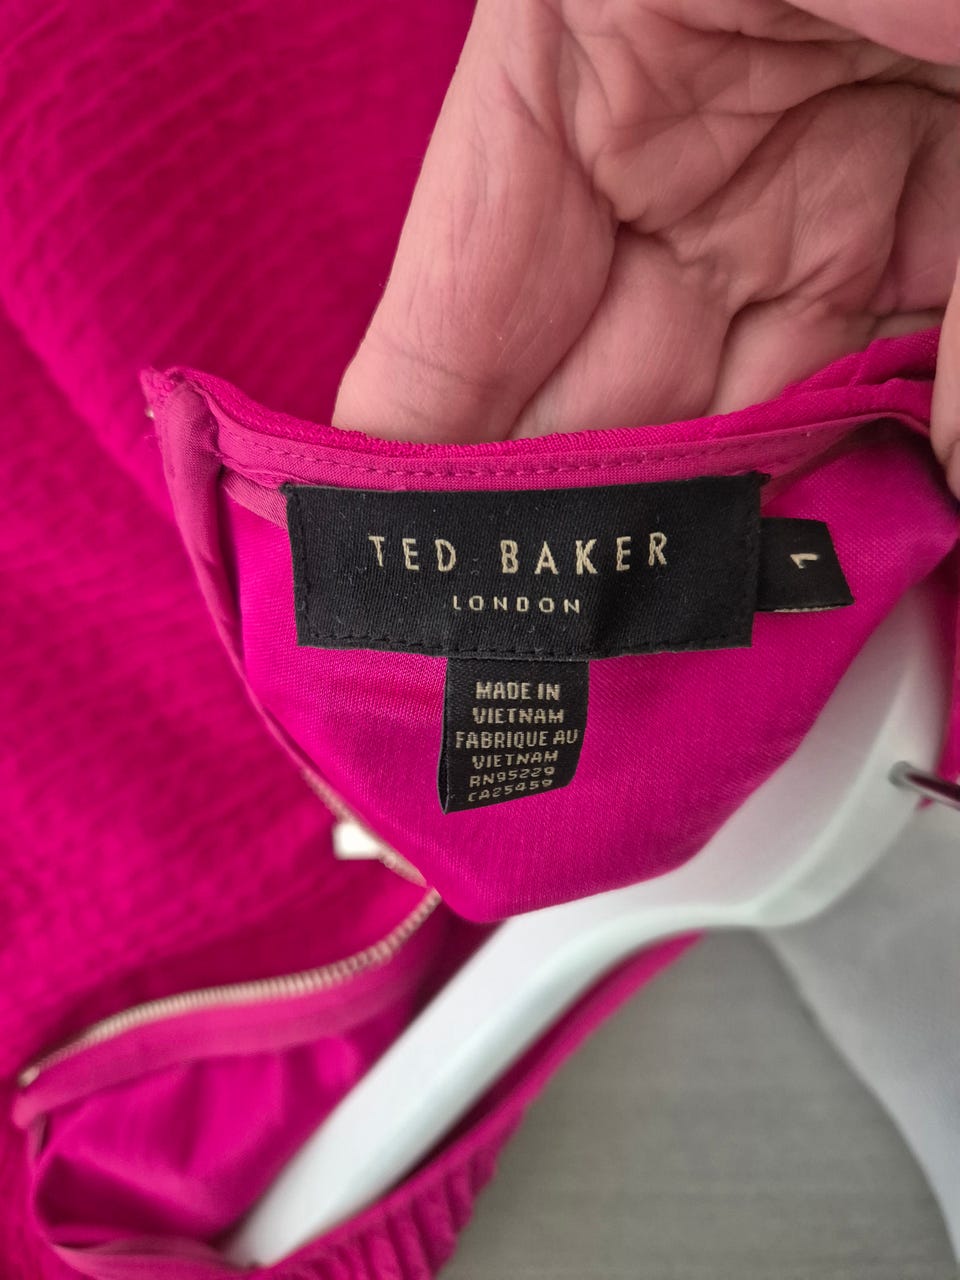 TED BAKER
LONDON
1
MADE IN
VIETNAM
FABRIQUE AU
VIETNAM
RN95229
CA25459